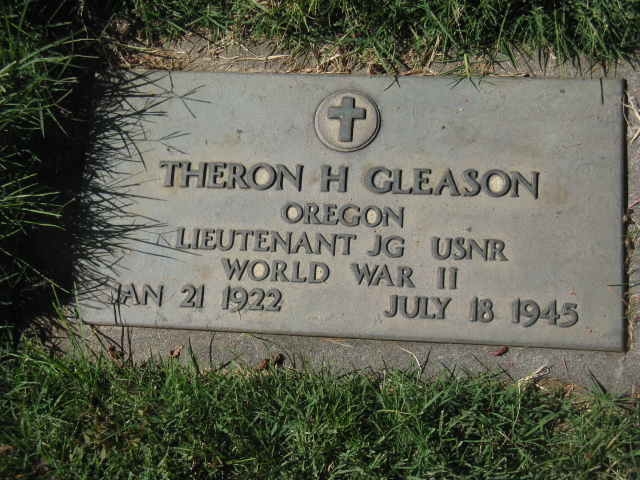 THERON H GLEASON
OREGON
LIEUTENANT JG USNR
WORLD WAR II
JAN 21 1922 JULY 18 1945